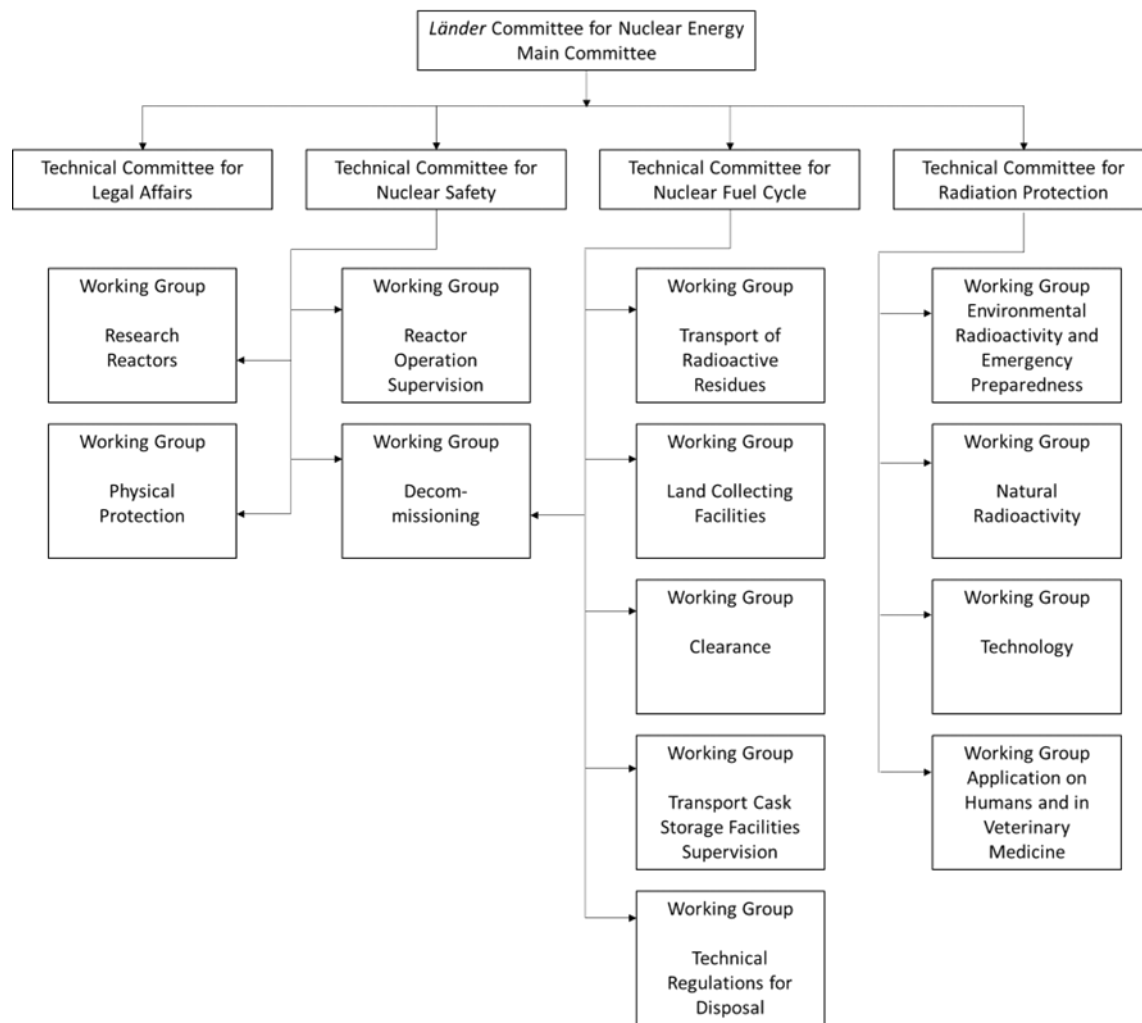 Länder Committee for Nuclear Energy
Main Committee
Technical Committee for
Legal Affairs
Technical Committee for
Nuclear Safety
Technical Committee for
Nuclear Fuel Cycle
Technical Committee for
Radiation Protection
Working Group
Research
Reactors
Working Group
Reactor
Operation
Supervision
Working Group
Transport of
Radioactive
Residues
Working Group
Environmental
Radioactivity and
Emergency
Preparedness
Working Group
Physical
Protection
Working Group
Decom-
missioning
Working Group
Land Collecting
Facilities
Working Group
Natural
Radioactivity
Working Group
Clearance
Working Group
Technology
Working Group
Transport Cask
Storage Facilities
Supervision
Working Group
Application on
Humans and in
Veterinary
Medicine
Working Group
Technical
Regulations for
Disposal